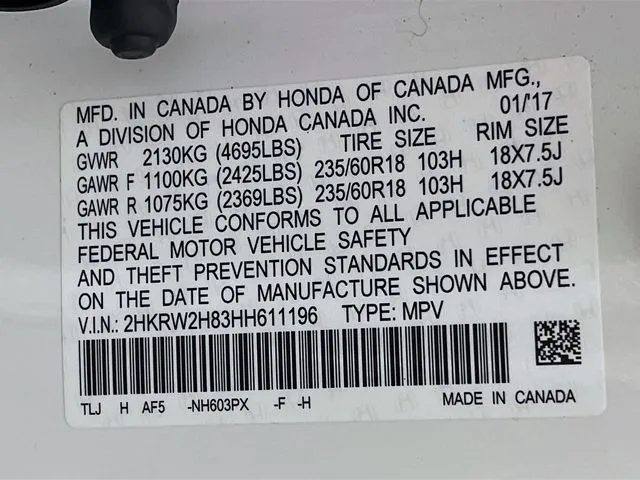 MFD. IN CANADA BY HONDA OF CANADA MFG.,
A DIVISION OF HONDA CANADA INC. 01/'17
GVWR 2130KG (4695LBS) TIRE SIZE RIM SIZE
GAWR F 1100KG (2425LBS) 235/60R18 103H 18X7.5J
GAWR R 1075KG (2369LBS) 235/60R18 103H 18X7.5J
THIS VEHICLE CONFORMS TO ALL APPLICABLE
FEDERAL MOTOR VEHICLE SAFETY
AND THEFT PREVENTION STANDARDS IN EFFECT
ON THE DATE OF MANUFACTURE SHOWN ABOVE.
V.I.N.: 2HKRW2H83HH611196 TYPE: MPV
TLJ H AF5 -NH603PX -F -H MADE IN CANADA